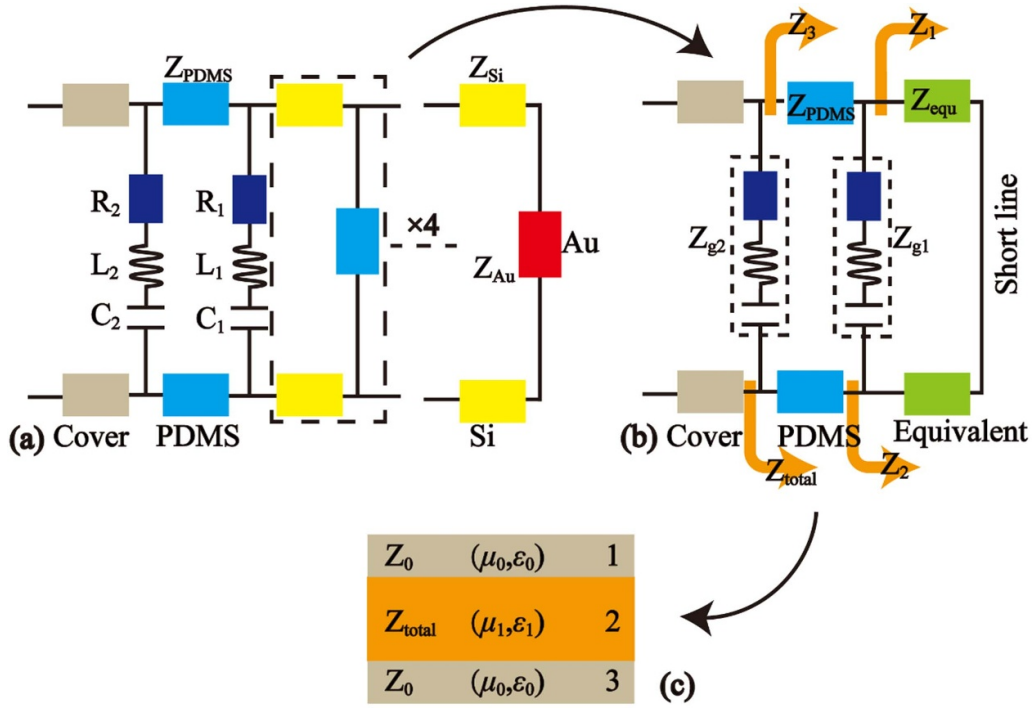 Z_PDMS
Z_Si
R_2
R_1
L_2
L_1
C_2
C_1
×4
Z_Au
Au
(a)
Cover
PDMS
Si
Z_3
Z_1
Z_PDMS
Z_equ
Z_g2
Z_g1
Short line
(b)
Cover
PDMS
Equivalent
Z_total
Z_2
Z_0 (μ_0,ε_0) 1
Z_total (μ_1,ε_1) 2
Z_0 (μ_0,ε_0) 3
(c)